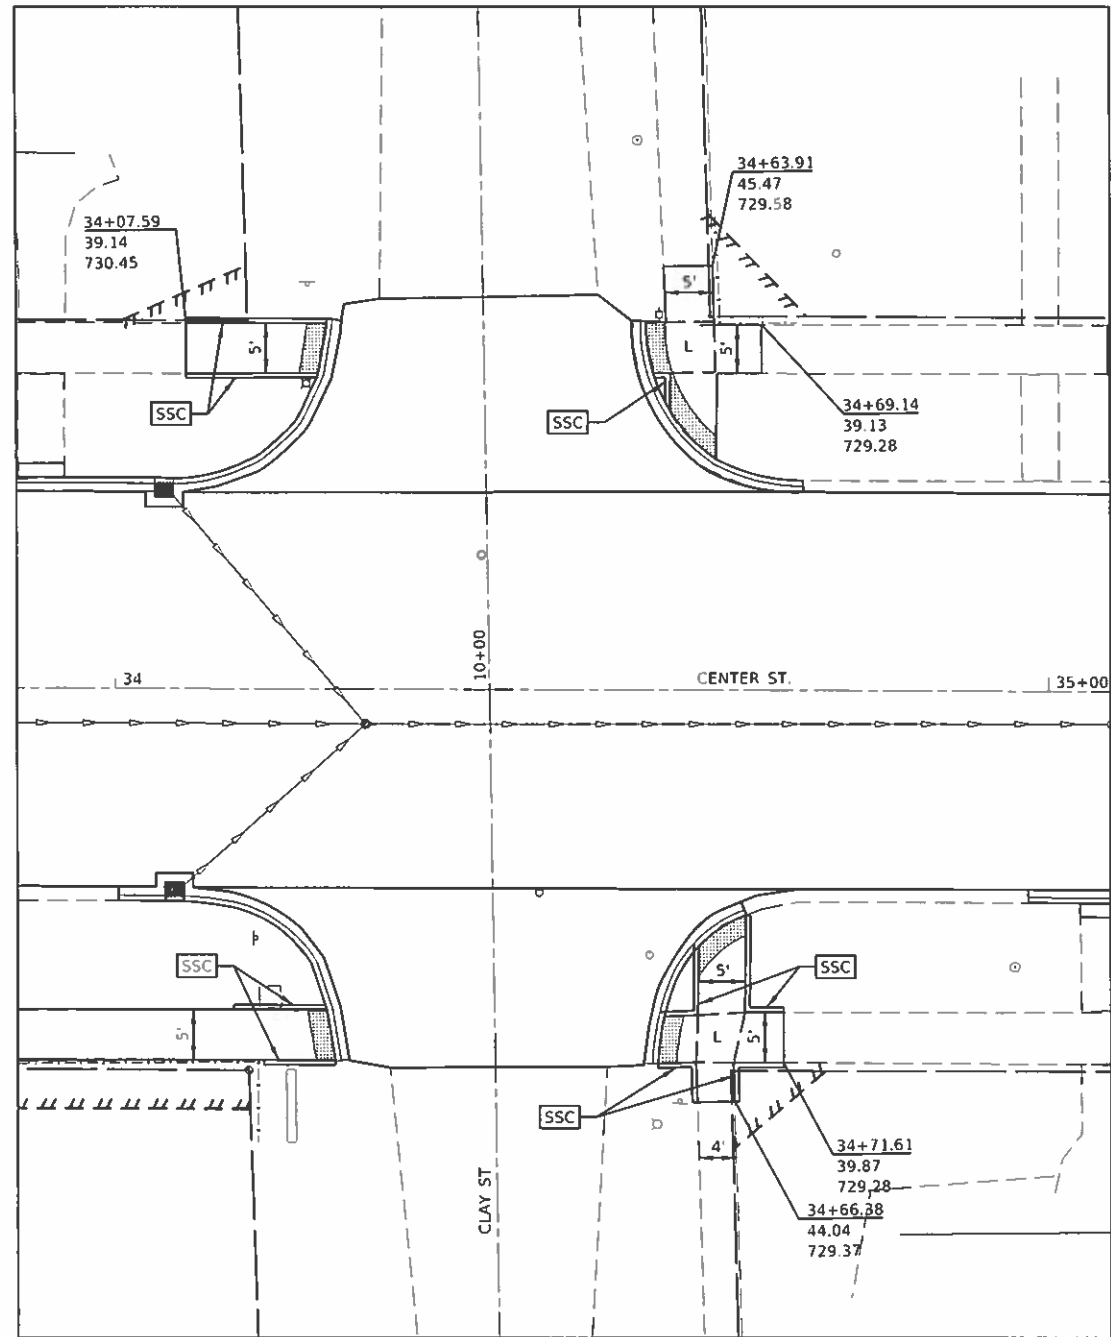 34+63.91
45.47
729.58
34+07.59
39.14
730.45
5'
5'
L
5'
SSC
SSC
34+69.14
39.13
729.28
10+00
34
CENTER ST.
35+00
SSC
5'
SSC
5'
L
5'
SSC
4'
34+71.61
39.87
729.28
34+66.38
44.04
729.37
CLAY ST